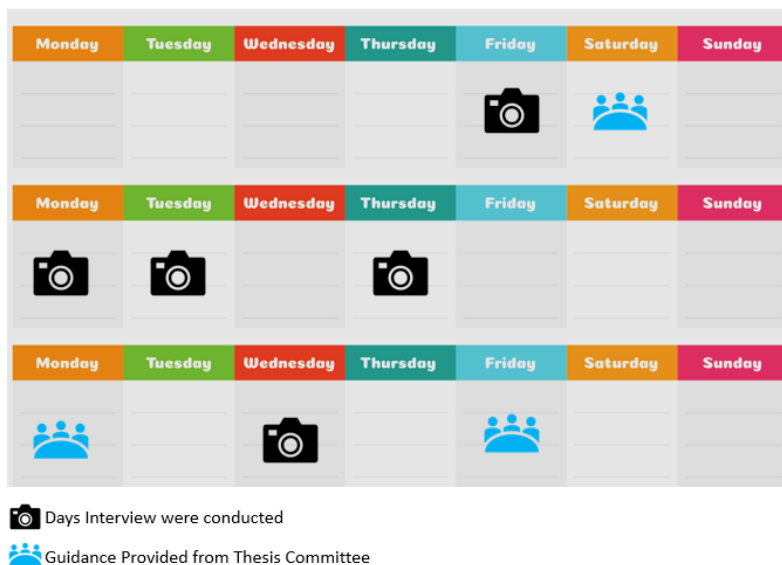 Monday Tuesday Wednesday Thursday Friday Saturday Sunday
Monday Tuesday Wednesday Thursday Friday Saturday Sunday
Monday Tuesday Wednesday Thursday Friday Saturday Sunday
Days Interview were conducted
Guidance Provided from Thesis Committee